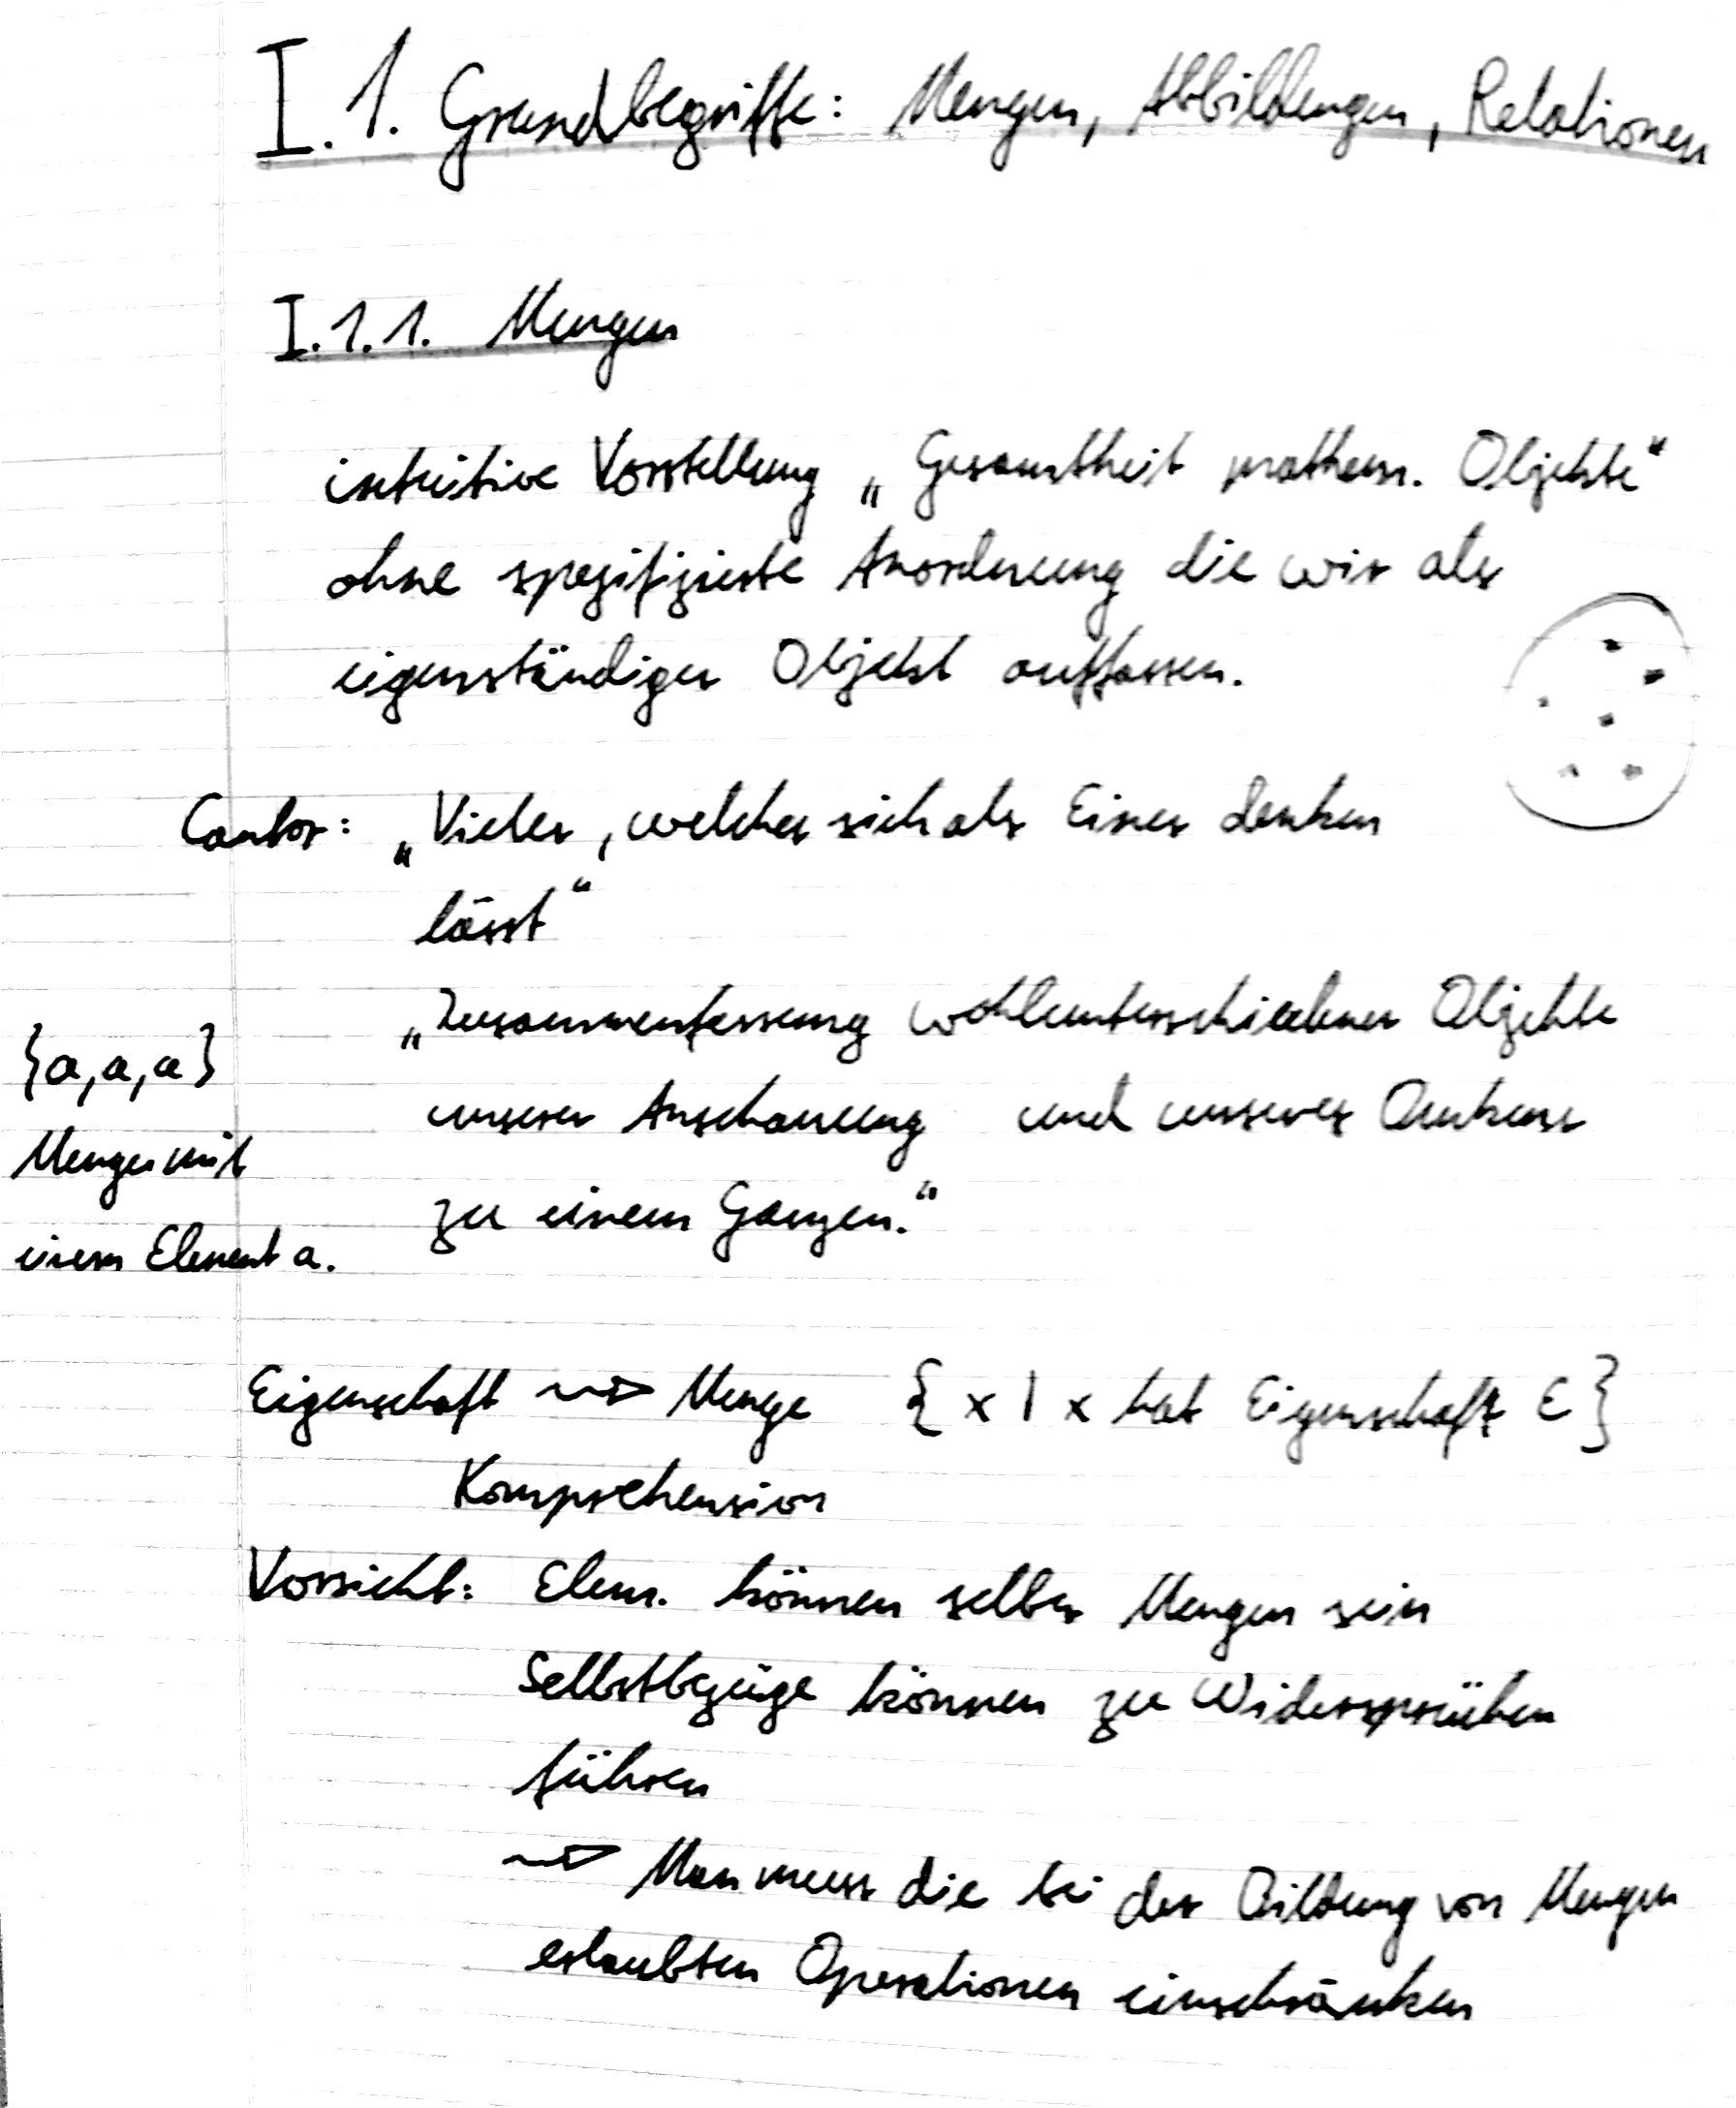 I.1. Grundbegriffe: Mengen, Abbildungen, Relationen
I.1.1. Mengen
intuitive Vorstellung „Gesamtheit mathem. Objekte“
ohne spezifizierte Anordnung die wir als
eigenständiges Objekt auffassen.
Cantor: „Vieles, welches sich als Eines denken
lässt“
„Zusammenfassung wohlunterschiedener Objekte
unserer Anschauung und unseres Denkens
zu einem Ganzen.“
{a,a,a}
Menge mit
einem Element a.
Eigenschaft ⇝ Menge { x | x hat Eigenschaft E }
Komprehension
Vorsicht: Elem. können selber Mengen sein
Selbstbezüge können zu Widersprüchen
führen
⇝ Man muss die bei der Bildung von Mengen
erlaubten Operationen einschränken